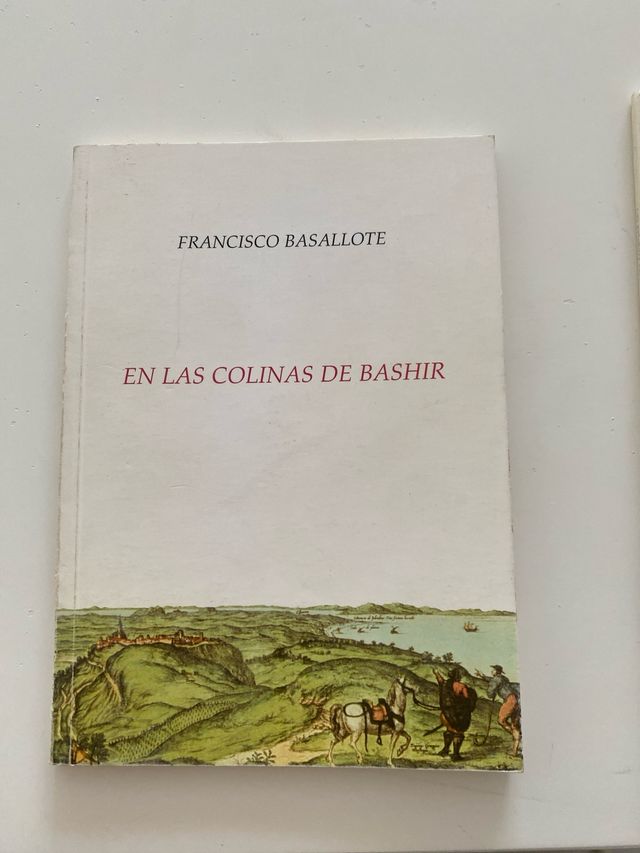 FRANCISCO BASALLOTE
EN LAS COLINAS DE BASHIR